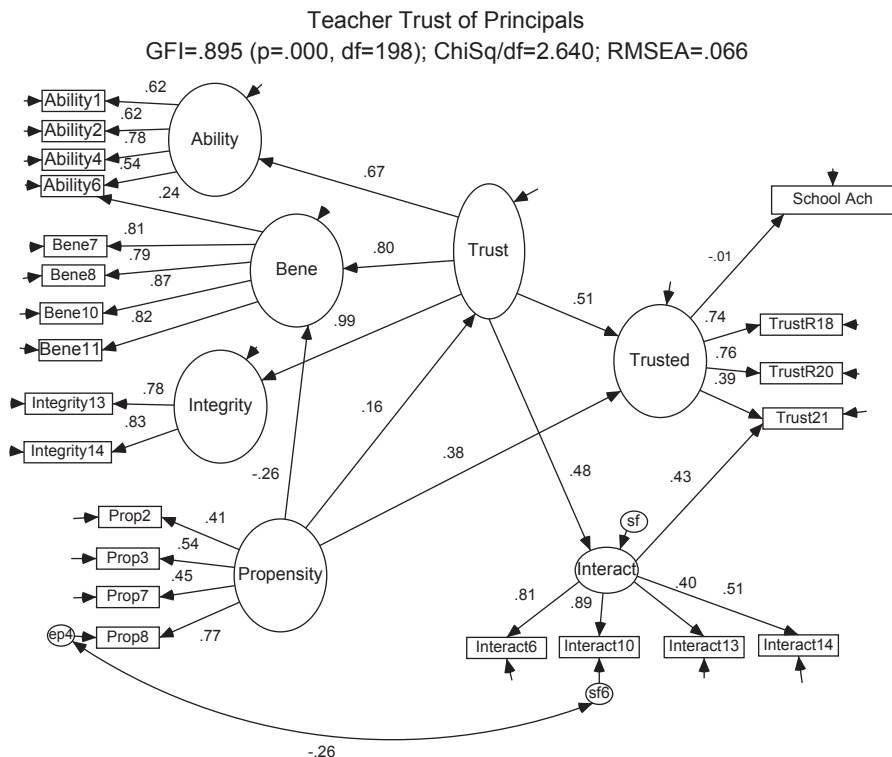 Teacher Trust of Principals
GFI=.895 (p=.000, df=198); ChiSq/df=2.640; RMSEA=.066
Ability1
.62
Ability2
.62
Ability4
.78
Ability6
.54
Ability
.24
.67
School Ach
Bene7
.81
Bene8
.79
Bene10
.87
Bene11
.82
Bene
.80
Trust
-.01
.51
.74
TrustR18
.76
TrustR20
.39
Trust21
Trusted
.99
Integrity13
.78
Integrity14
.83
Integrity
.16
-.26
.38
.48
.43
Prop2
.41
Prop3
.54
Prop7
.45
Prop8
.77
ep4
Propensity
sf
Interact
.81
.89
.40
.51
Interact6
Interact10
Interact13
Interact14
sf6
-.26